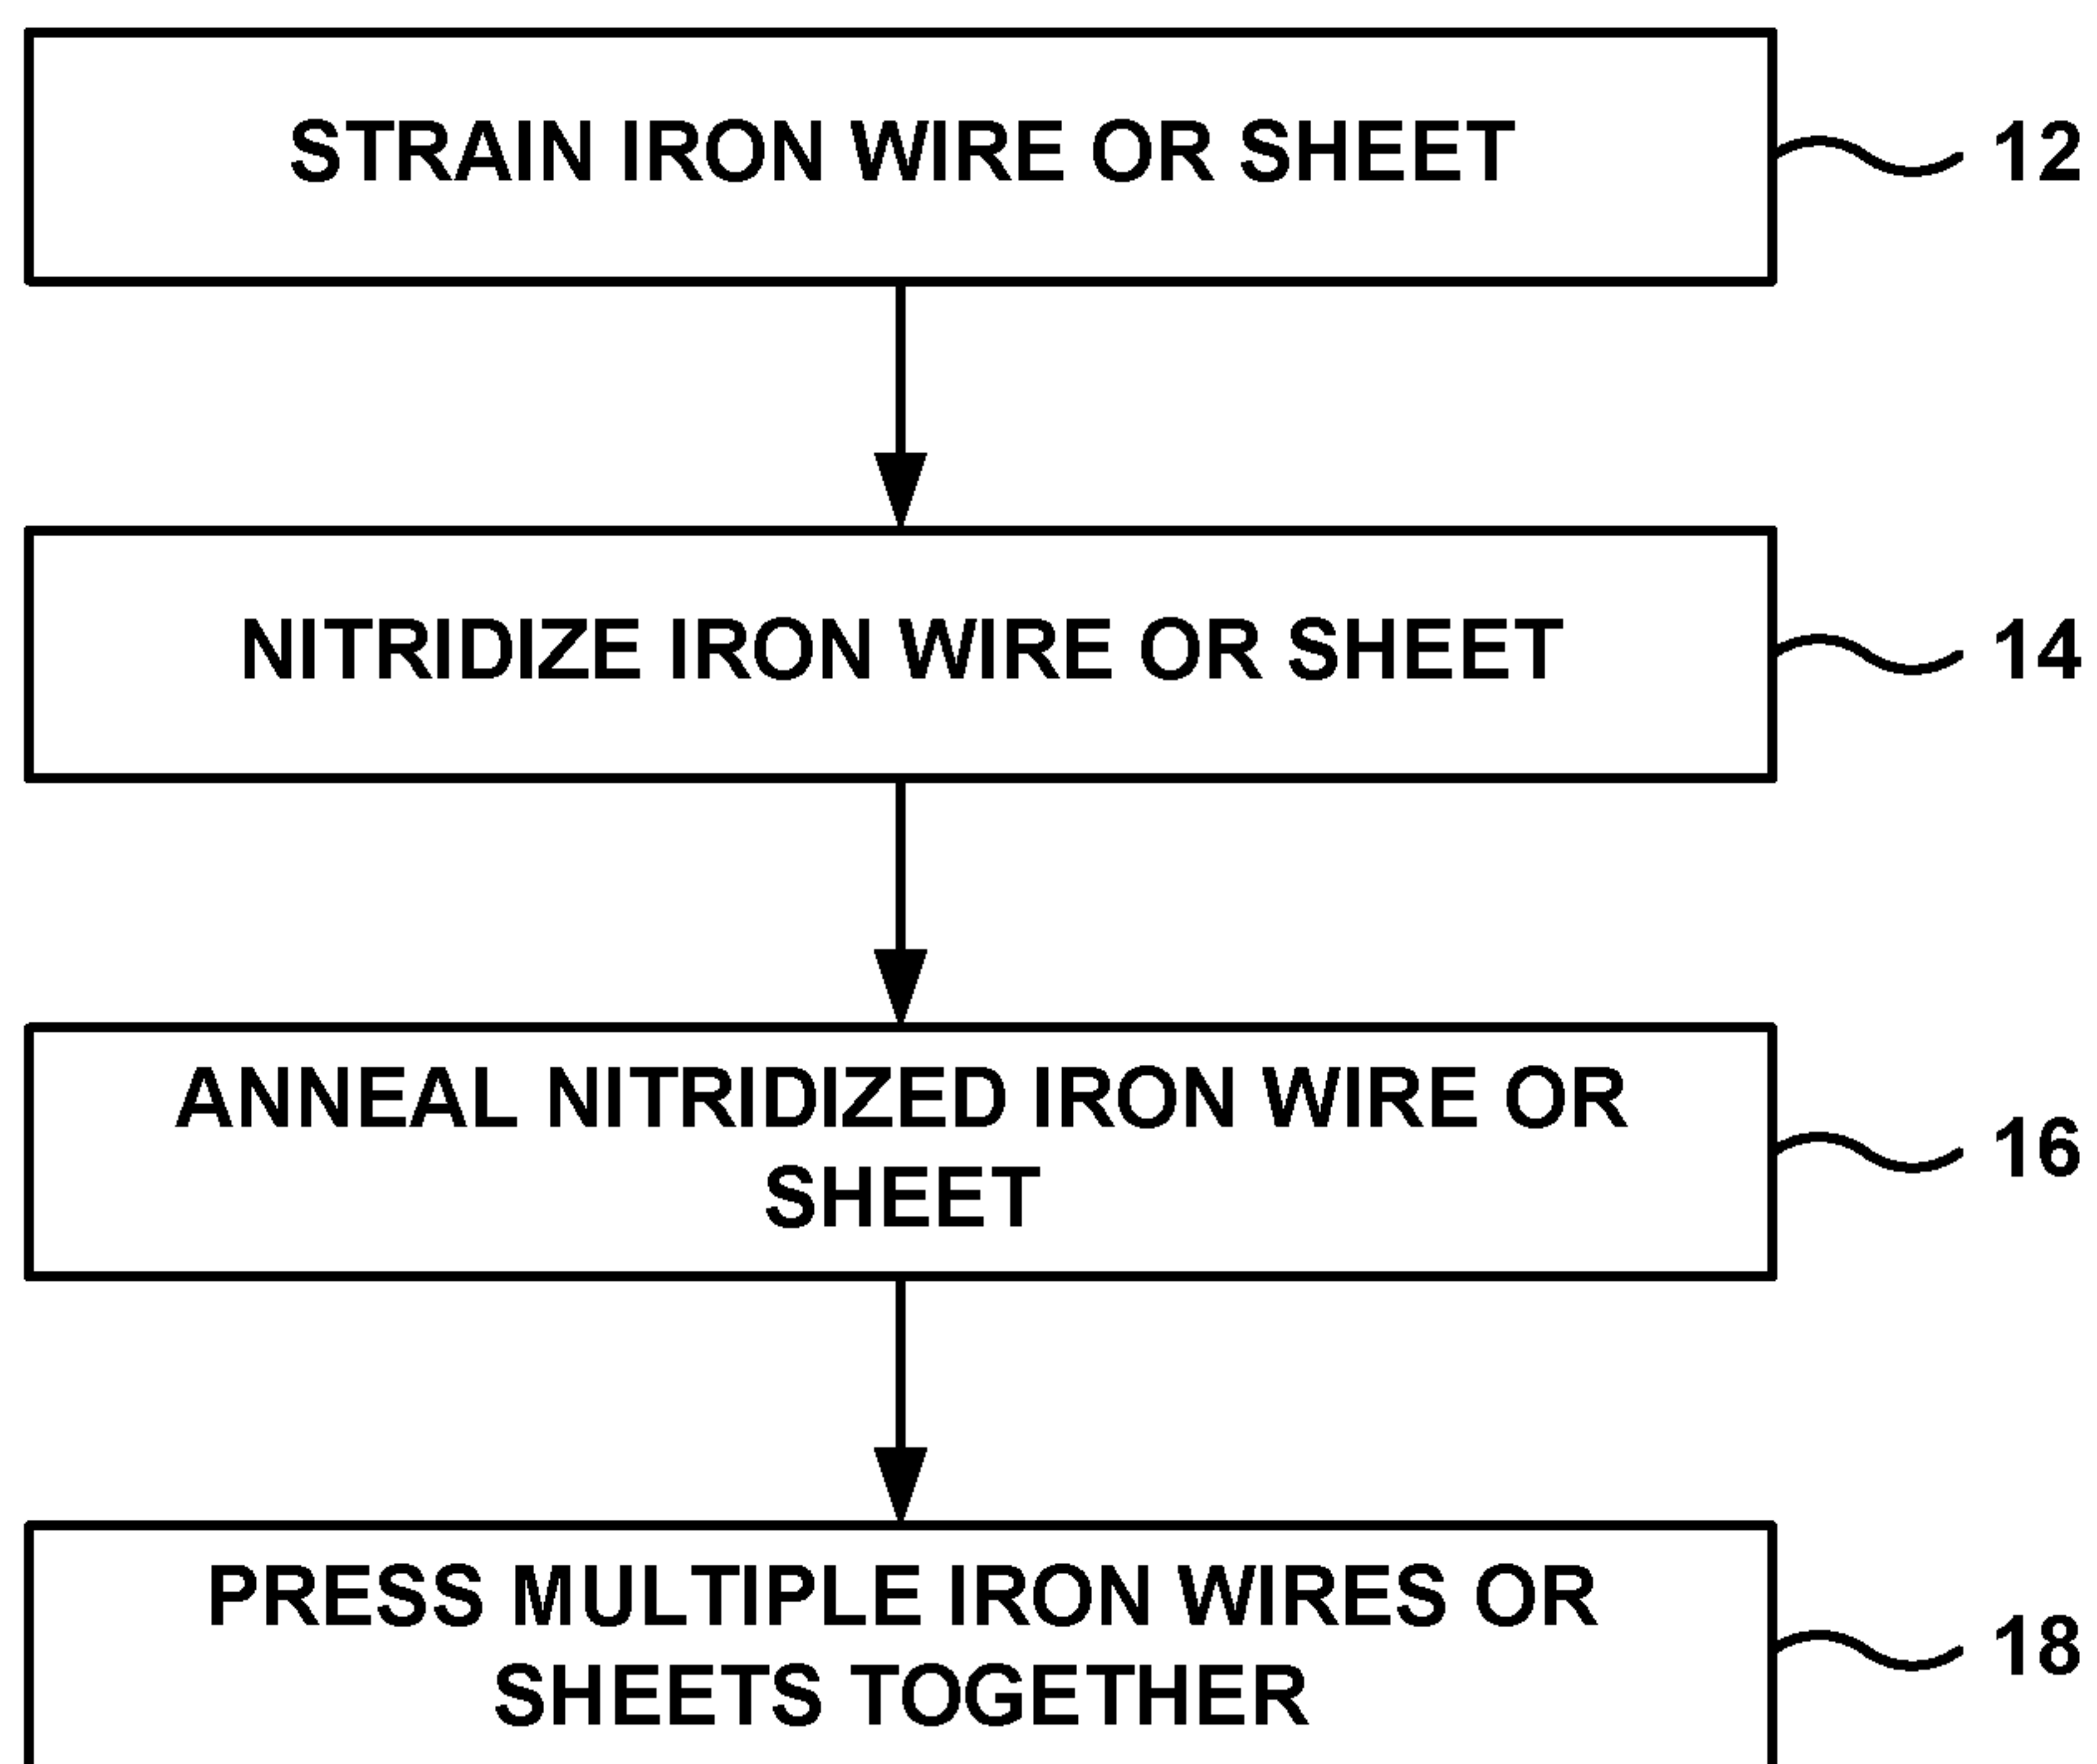 STRAIN IRON WIRE OR SHEET
12
NITRIDIZE IRON WIRE OR SHEET
14
ANNEAL NITRIDIZED IRON WIRE OR
SHEET
16
PRESS MULTIPLE IRON WIRES OR
SHEETS TOGETHER
18